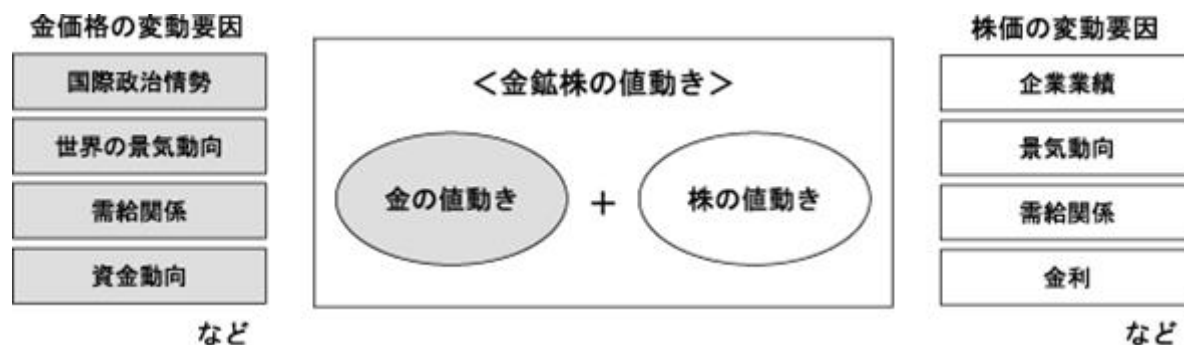 金価格の変動要因
国際政治情勢
世界の景気動向
需給関係
資金動向
など
＜金鉱株の値動き＞
金の値動き
＋
株の値動き
株価の変動要因
企業業績
景気動向
需給関係
金利
など